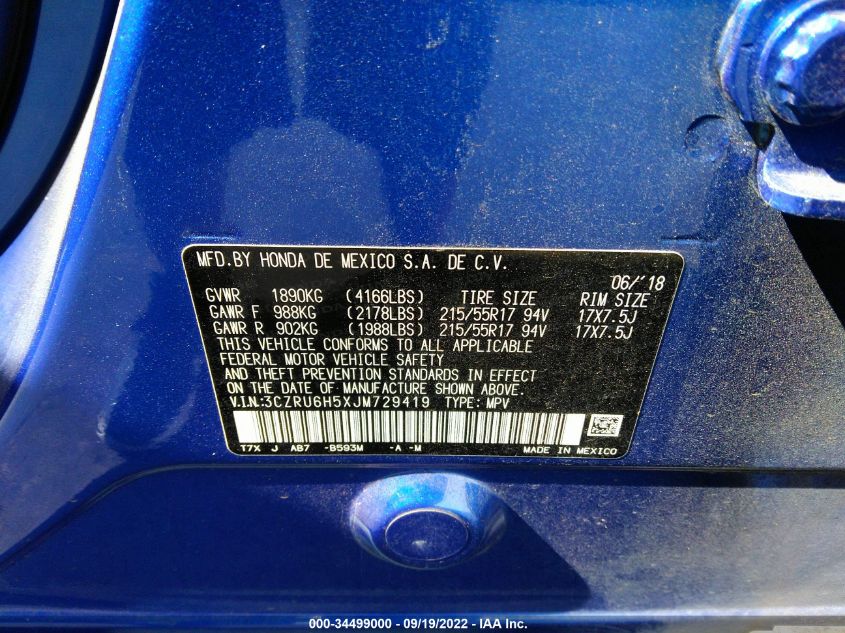 MFD.BY HONDA DE MEXICO S.A. DE C.V.
06/'18
GVWR 1890KG (4166LBS) TIRE SIZE RIM SIZE
GAWR F 988KG (2178LBS) 215/55R17 94V 17X7.5J
GAWR R 902KG (1988LBS) 215/55R17 94V 17X7.5J
THIS VEHICLE CONFORMS TO ALL APPLICABLE
FEDERAL MOTOR VEHICLE SAFETY
AND THEFT PREVENTION STANDARDS IN EFFECT
ON THE DATE OF MANUFACTURE SHOWN ABOVE.
V.I.N.:3CZRU6H5XJM729419 TYPE: MPV
T7X J AB7 -B593M -A -M MADE IN MEXICO
000-34499000 - 09/19/2022 - IAA Inc.